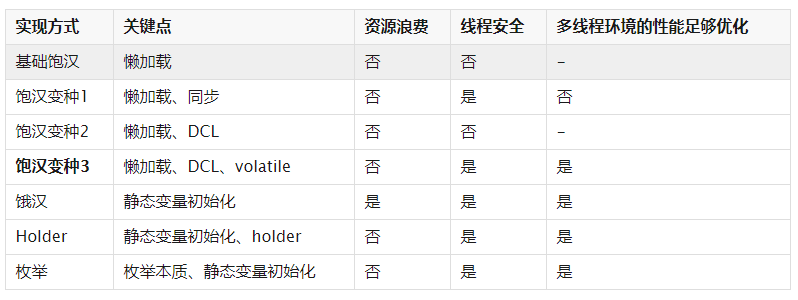 实现方式 关键点 资源浪费 线程安全 多线程环境的性能足够优化
基础饱汉 懒加载 否 否 -
饱汉变种1 懒加载、同步 否 是 否
饱汉变种2 懒加载、DCL 否 否 -
饱汉变种3 懒加载、DCL、volatile 否 是 是
饿汉 静态变量初始化 是 是 是
Holder 静态变量初始化、holder 否 是 是
枚举 枚举本质、静态变量初始化 否 是 是